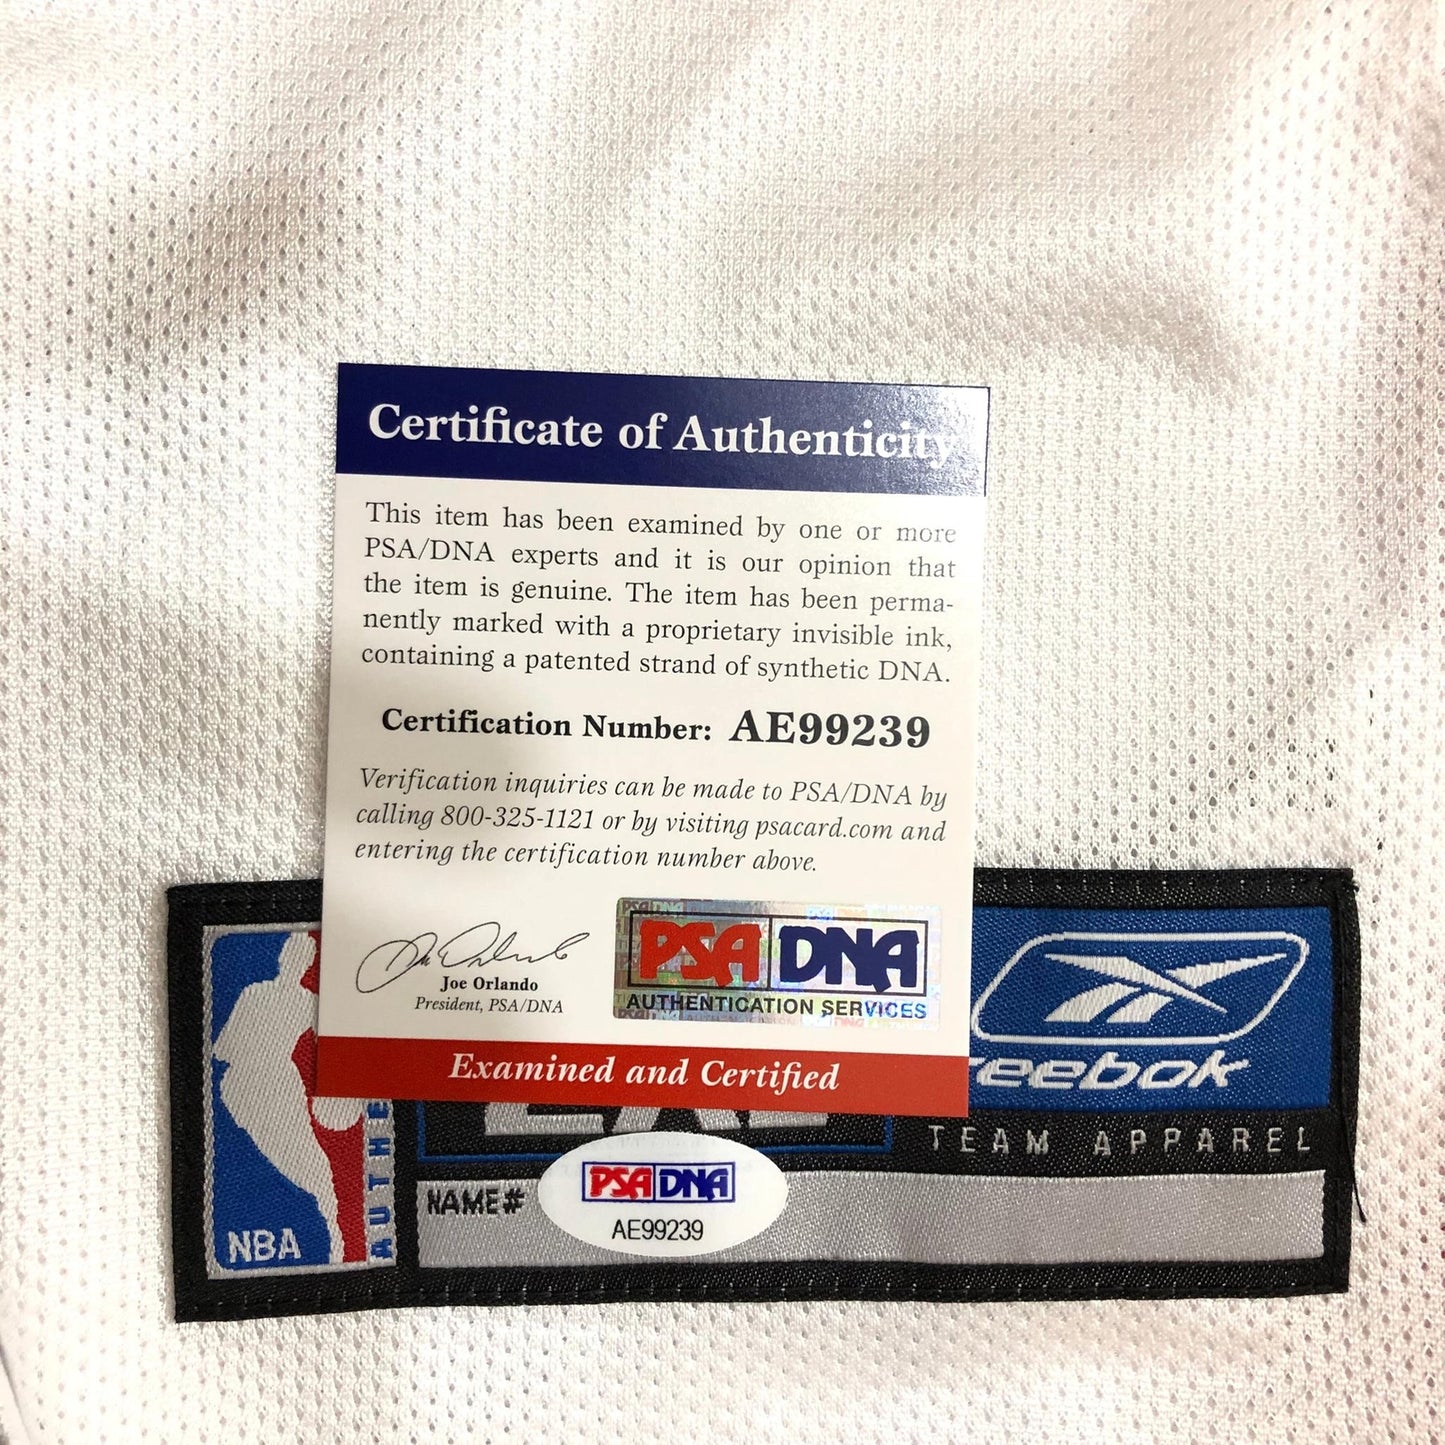 Certificate of Authenticity
This item has been examined by one or more
PSA/DNA experts and it is our opinion that
the item is genuine. The item has been perma-
nently marked with a proprietary invisible ink,
containing a patented strand of synthetic DNA.
Certification Number: AE99239
Verification inquiries can be made to PSA/DNA by
calling 800-325-1121 or by visiting psacard.com and
entering the certification number above.
Joe Orlando
President, PSA/DNA
PSA DNA
AUTHENTICATION SERVICES
Examined and Certified
Reebok
TEAM APPAREL
NBA
NAME#
PSA DNA
AE99239